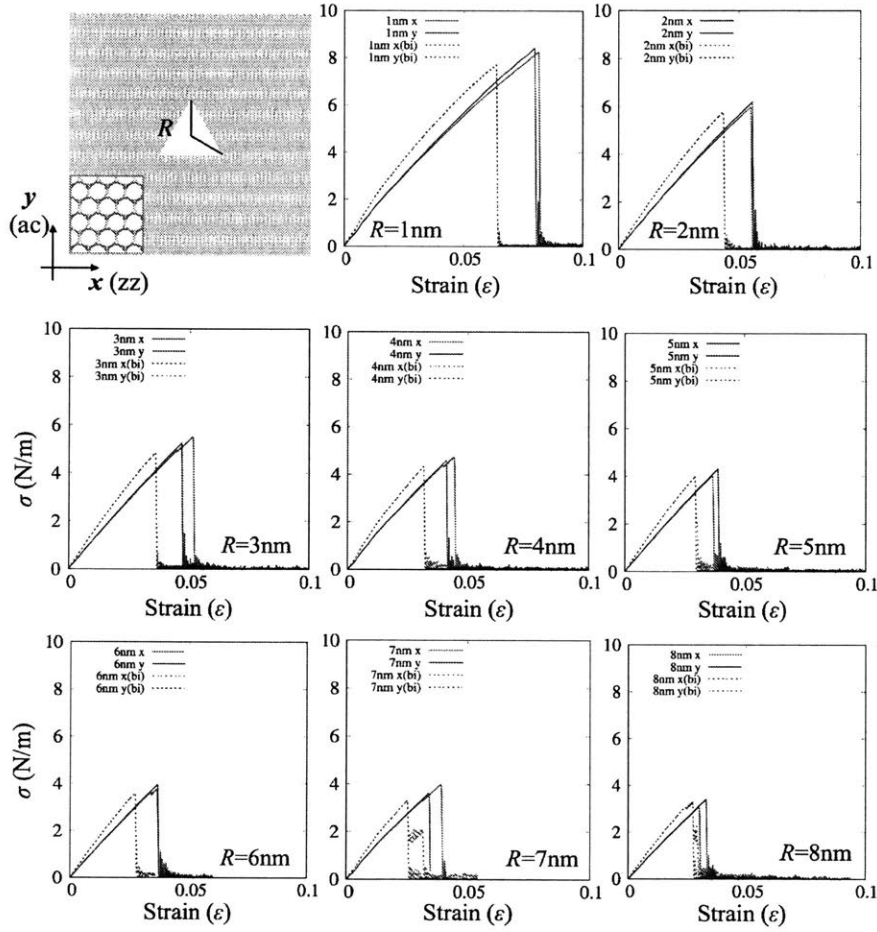 R
y
(ac)
x (zz)
10
8
6
4
2
0
0
0.05
0.1
1nm x
1nm y
1nm x(bi)
1nm y(bi)
R=1nm
Strain (ε)
10
8
6
4
2
0
0
0.05
0.1
2nm x
2nm y
2nm x(bi)
2nm y(bi)
R=2nm
Strain (ε)
σ (N/m)
10
8
6
4
2
0
0
0.05
0.1
3nm x
3nm y
3nm x(bi)
3nm y(bi)
R=3nm
Strain (ε)
10
8
6
4
2
0
0
0.05
0.1
4nm x
4nm y
4nm x(bi)
4nm y(bi)
R=4nm
Strain (ε)
10
8
6
4
2
0
0
0.05
0.1
5nm x
5nm y
5nm x(bi)
5nm y(bi)
R=5nm
Strain (ε)
σ (N/m)
10
8
6
4
2
0
0
0.05
0.1
6nm x
6nm y
6nm x(bi)
6nm y(bi)
R=6nm
Strain (ε)
10
8
6
4
2
0
0
0.05
0.1
7nm x
7nm y
7nm x(bi)
7nm y(bi)
R=7nm
Strain (ε)
10
8
6
4
2
0
0
0.05
0.1
8nm x
8nm y
8nm x(bi)
8nm y(bi)
R=8nm
Strain (ε)